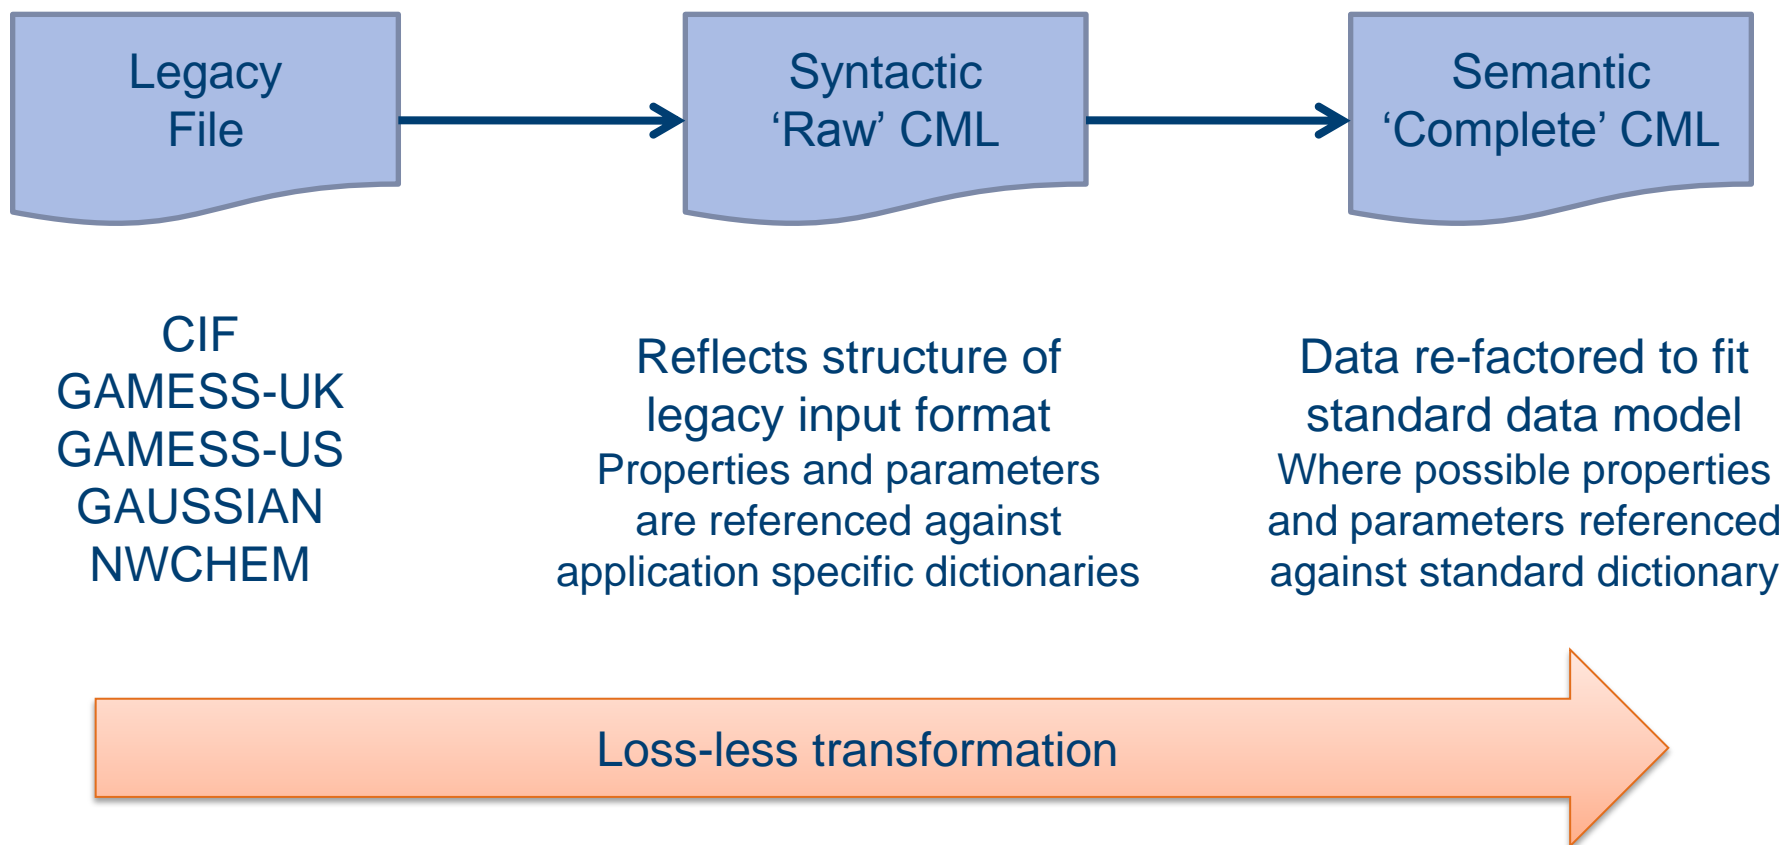 Legacy
File
Syntactic
‘Raw’ CML
Semantic
‘Complete’ CML
CIF
GAMESS-UK
GAMESS-US
GAUSSIAN
NWCHEM
Reflects structure of
legacy input format
Properties and parameters
are referenced against
application specific dictionaries
Data re-factored to fit
standard data model
Where possible properties
and parameters referenced
against standard dictionary
Loss-less transformation